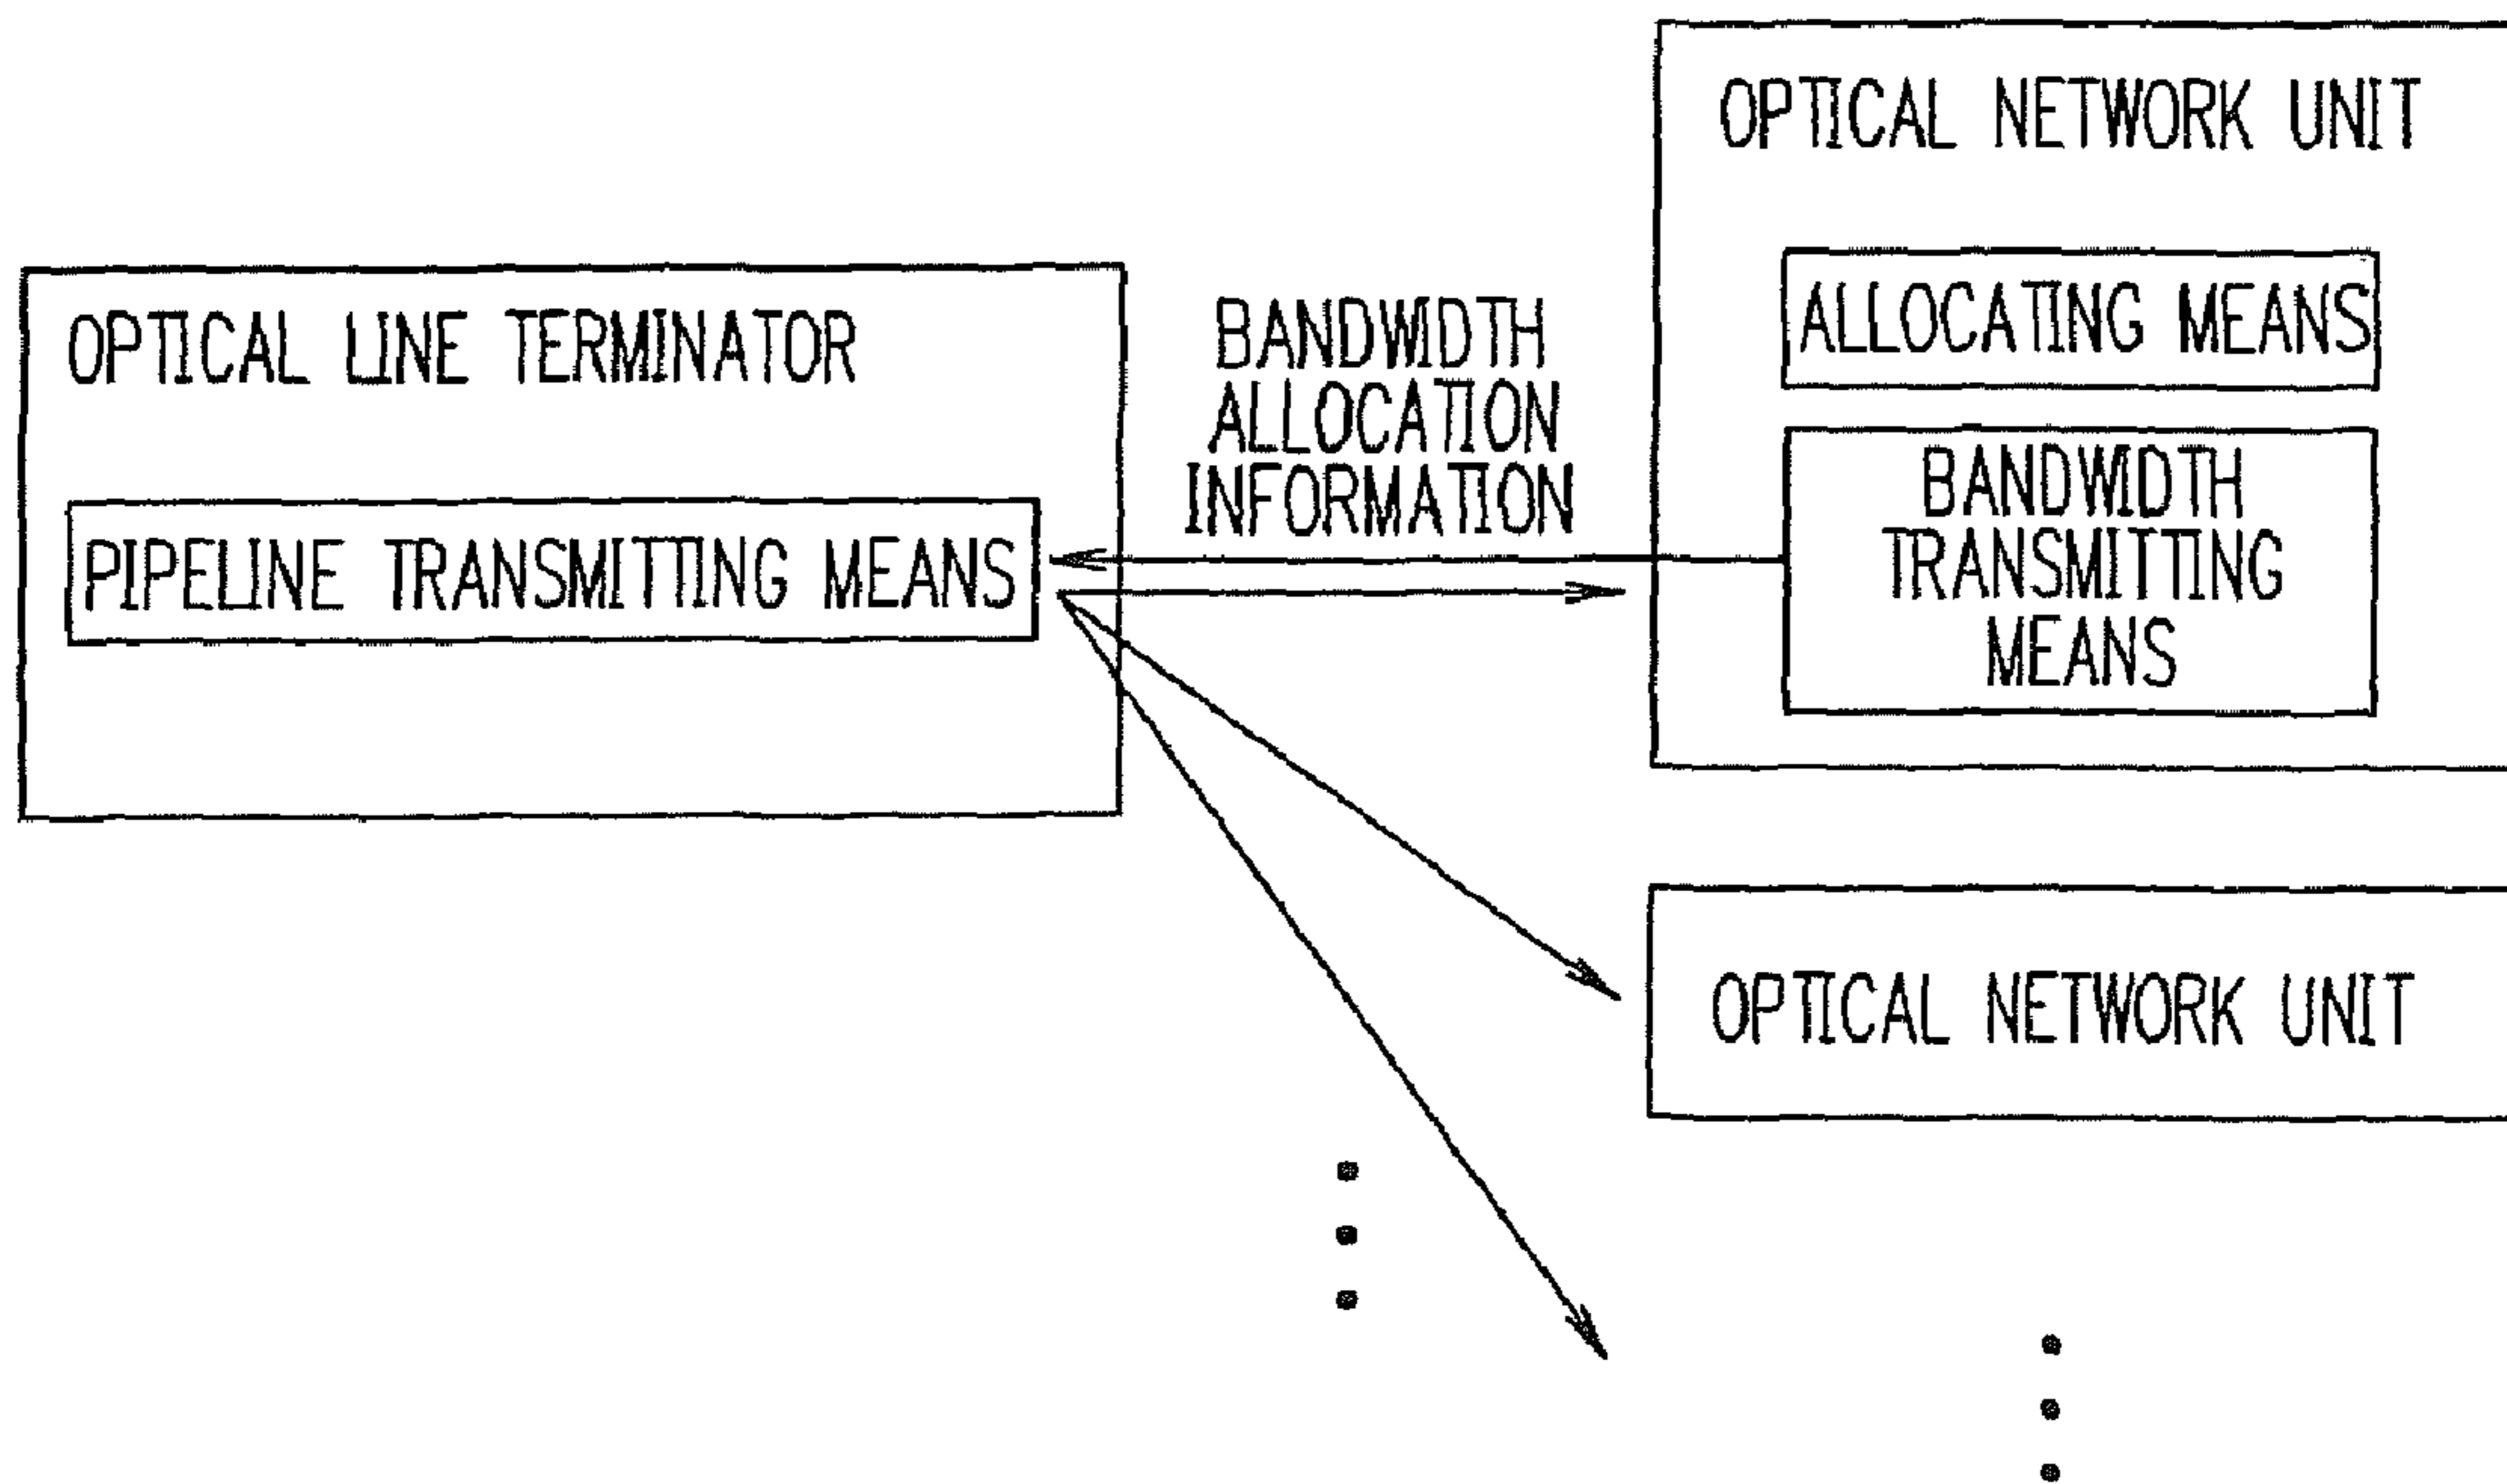 OPTICAL LINE TERMINATOR
PIPELINE TRANSMITTING MEANS
BANDWIDTH
ALLOCATION
INFORMATION
OPTICAL NETWORK UNIT
ALLOCATING MEANS
BANDWIDTH
TRANSMITTING
MEANS
OPTICAL NETWORK UNIT